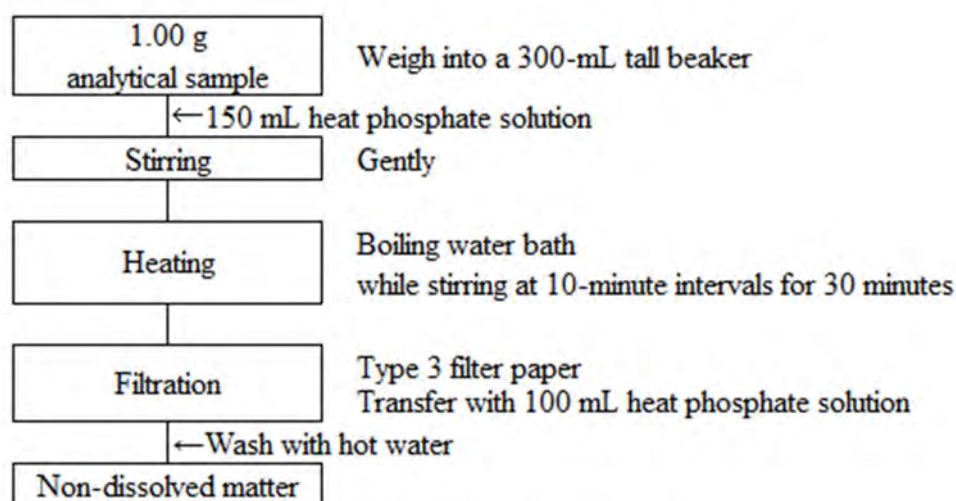 1.00 g
analytical sample
Weigh into a 300-mL tall beaker
←150 mL heat phosphate solution
Stirring
Gently
Heating
Boiling water bath
while stirring at 10-minute intervals for 30 minutes
Filtration
Type 3 filter paper
Transfer with 100 mL heat phosphate solution
←Wash with hot water
Non-dissolved matter